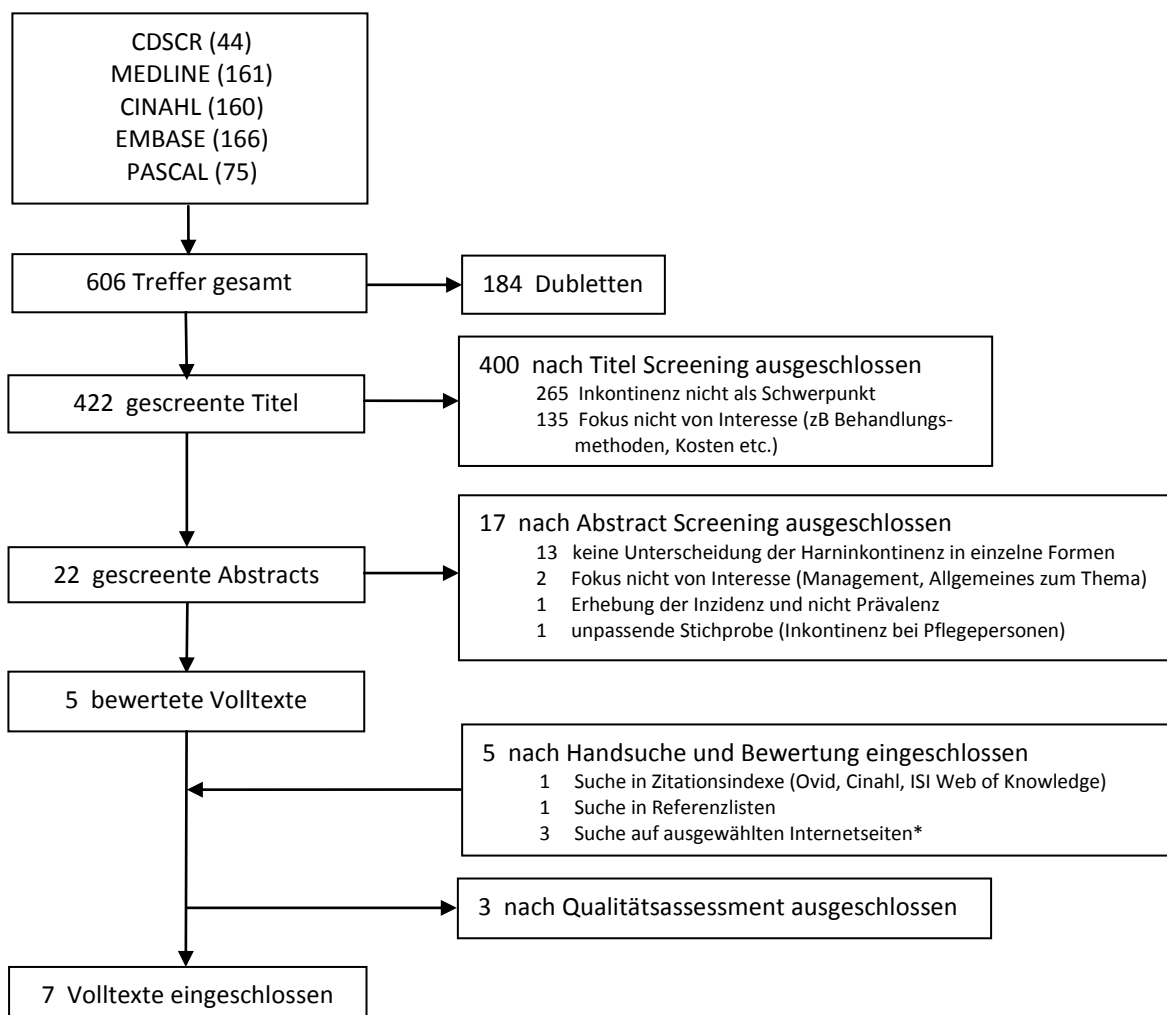 CDSCR (44)
MEDLINE (161)
CINAHL (160)
EMBASE (166)
PASCAL (75)
606 Treffer gesamt
184 Dubletten
422 gescreente Titel
400 nach Titel Screening ausgeschlossen
265 Inkontinenz nicht als Schwerpunkt
135 Fokus nicht von Interesse (zB Behandlungs-
methoden, Kosten etc.)
22 gescreente Abstracts
17 nach Abstract Screening ausgeschlossen
13 keine Unterscheidung der Harninkontinenz in einzelne Formen
2 Fokus nicht von Interesse (Management, Allgemeines zum Thema)
1 Erhebung der Inzidenz und nicht Prävalenz
1 unpassende Stichprobe (Inkontinenz bei Pflegepersonen)
5 bewertete Volltexte
5 nach Handsuche und Bewertung eingeschlossen
1 Suche in Zitationsindexe (Ovid, Cinahl, ISI Web of Knowledge)
1 Suche in Referenzlisten
3 Suche auf ausgewählten Internetseiten*
3 nach Qualitätsassessment ausgeschlossen
7 Volltexte eingeschlossen